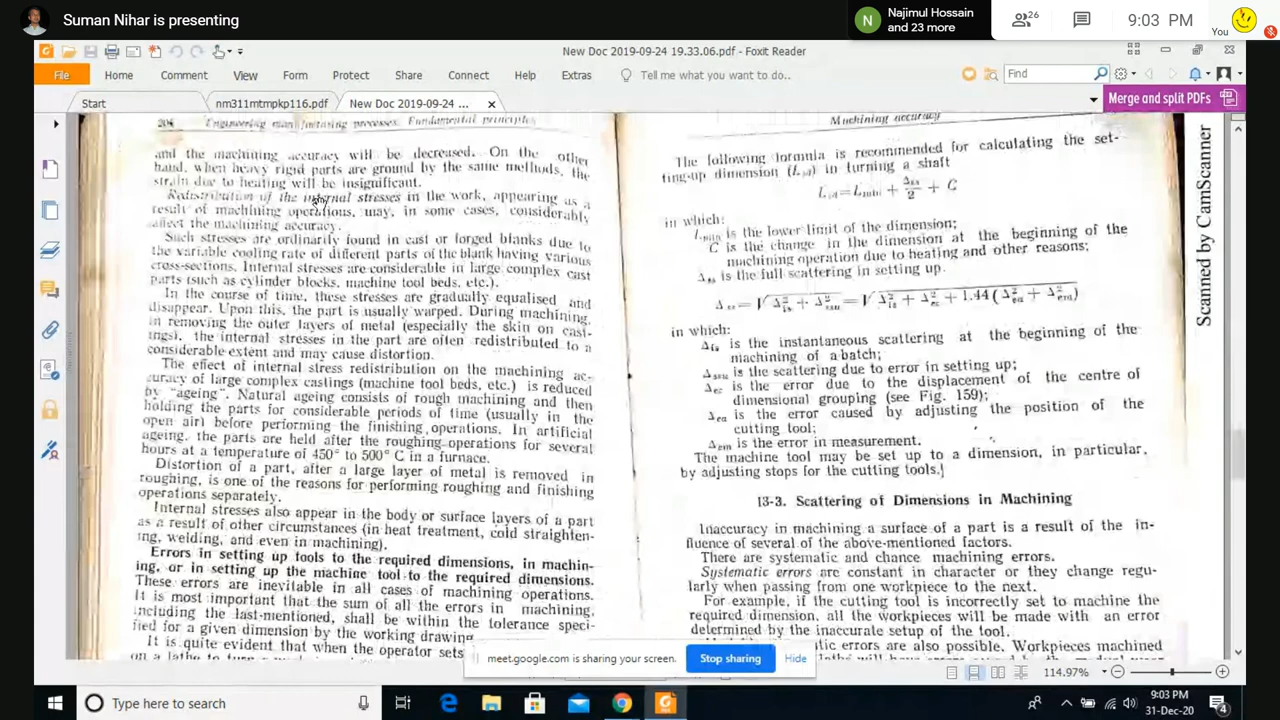 Suman Nihar is presenting
N
Najimul Hossain
and 23 more
26
9:03 PM
You
New Doc 2019-09-24 19.33.06.pdf - Foxit Reader
File
Home
Comment
View
Form
Protect
Share
Connect
Help
Extras
Tell me what you want to do..
Find
Start
nm311mtmpkp116.pdf
New Doc 2019-09-24 ...
Merge and split PDFs
Engineering manufacturing processes. Fundamental principles
and the machining accuracy will be decreased. On the other
hand, when heavy rigid parts are ground by the same methods, the
strain due to heating will be insignificant.
Redistribution of the internal stresses in the work, appearing as a
result of machining operations, may, in some cases, considerably
affect the machining accuracy.
Such stresses are ordinarily found in cast or forged blanks due to
the variable cooling rate of different parts of the blank having various
cross-sections. Internal stresses are considerable in large complex cast
parts (such as cylinder blocks, machine tool beds, etc.).
In the course of time, these stresses are gradually equalised and
disappear. Upon this, the part is usually warped. During machining,
in removing the outer layers of metal (especially the skin on cast-
ings), the internal stresses in the part are often redistributed to a
considerable extent and may cause distortion.
The effect of internal stress redistribution on the machining ac-
curacy of large complex castings (machine tool beds, etc.) is reduced
by "ageing". Natural ageing consists of rough machining and then
holding the parts for considerable periods of time (usually in the
open air) before performing the finishing operations. In artificial
ageing, the parts are held after the roughing operations for several
hours at a temperature of 450° to 500° C in a furnace.
Distortion of a part, after a large layer of metal is removed in
roughing, is one of the reasons for performing roughing and finishing
operations separately.
Internal stresses also appear in the body or surface layers of a part
as a result of other circumstances (in heat treatment, cold straighten-
ing, welding, and even in machining).
Errors in setting up tools to the required dimensions, in machin-
ing, or in setting up the machine tool to the required dimensions.
These errors are inevitable in all cases of machining operations.
It is most important that the sum of all the errors in machining,
including the last-mentioned, shall be within the tolerance speci-
fied for a given dimension by the working drawing
It is quite evident that when the operator sets
on a lathe to turn a
Machining accuracy
The following formula is recommended for calculating the set-
ting-up dimension in turning a shaft
in which:
is the lower limit of the dimension;
C is the change in the dimension at the beginning of the
machining operation due to heating and other reasons;
is the full scattering in setting up.
in which:
is the instantaneous scattering at the beginning of the
machining of a batch;
is the scattering due to error in setting up;
is the error due to the displacement of the centre of
dimensional grouping (see Fig. 159);
is the error caused by adjusting the position of the
cutting tool;
is the error in measurement.
The machine tool may be set up to a dimension, in particular,
by adjusting stops for the cutting tools.
13-3. Scattering of Dimensions in Machining
Inaccuracy in machining a surface of a part is a result of the in-
fluence of several of the above-mentioned factors.
There are systematic and chance machining errors.
Systematic errors are constant in character or they change regu-
larly when passing from one workpiece to the next.
For example, if the cutting tool is incorrectly set to machine the
required dimension, all the workpieces will be made with an error
determined by the inaccurate setup of the tool.
errors are also possible. Workpieces machined
Scanned by CamScanner
meet.google.com is sharing your screen.
Stop sharing
Hide
114.97%
Type here to search
9:03 PM
31-Dec-20
4